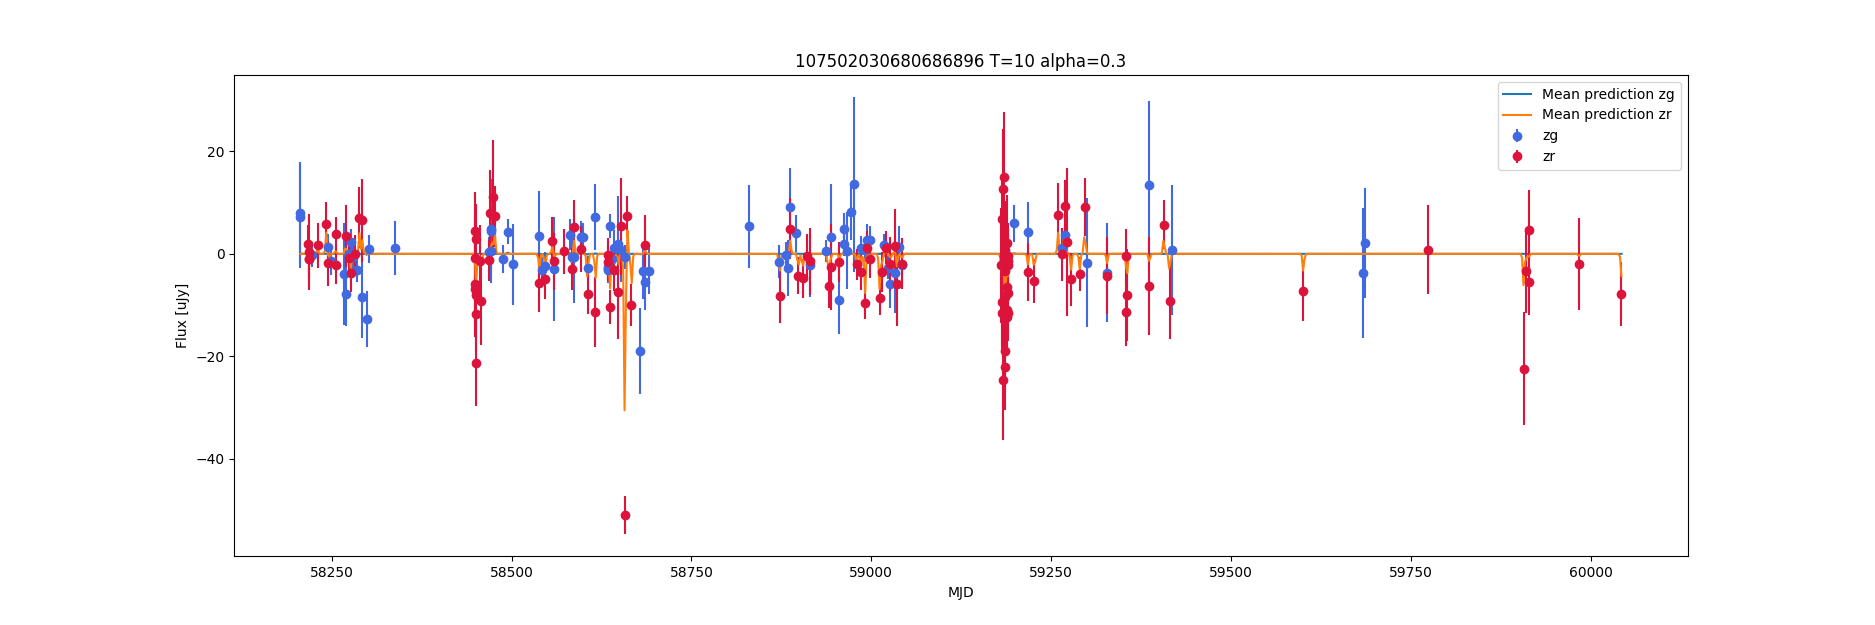 107502030680686896 T=10 alpha=0.3
Mean prediction zg
Mean prediction zr
zg
zr
20
0
−20
−40
Flux [uJy]
58250 58500 58750 59000 59250 59500 59750 60000
MJD